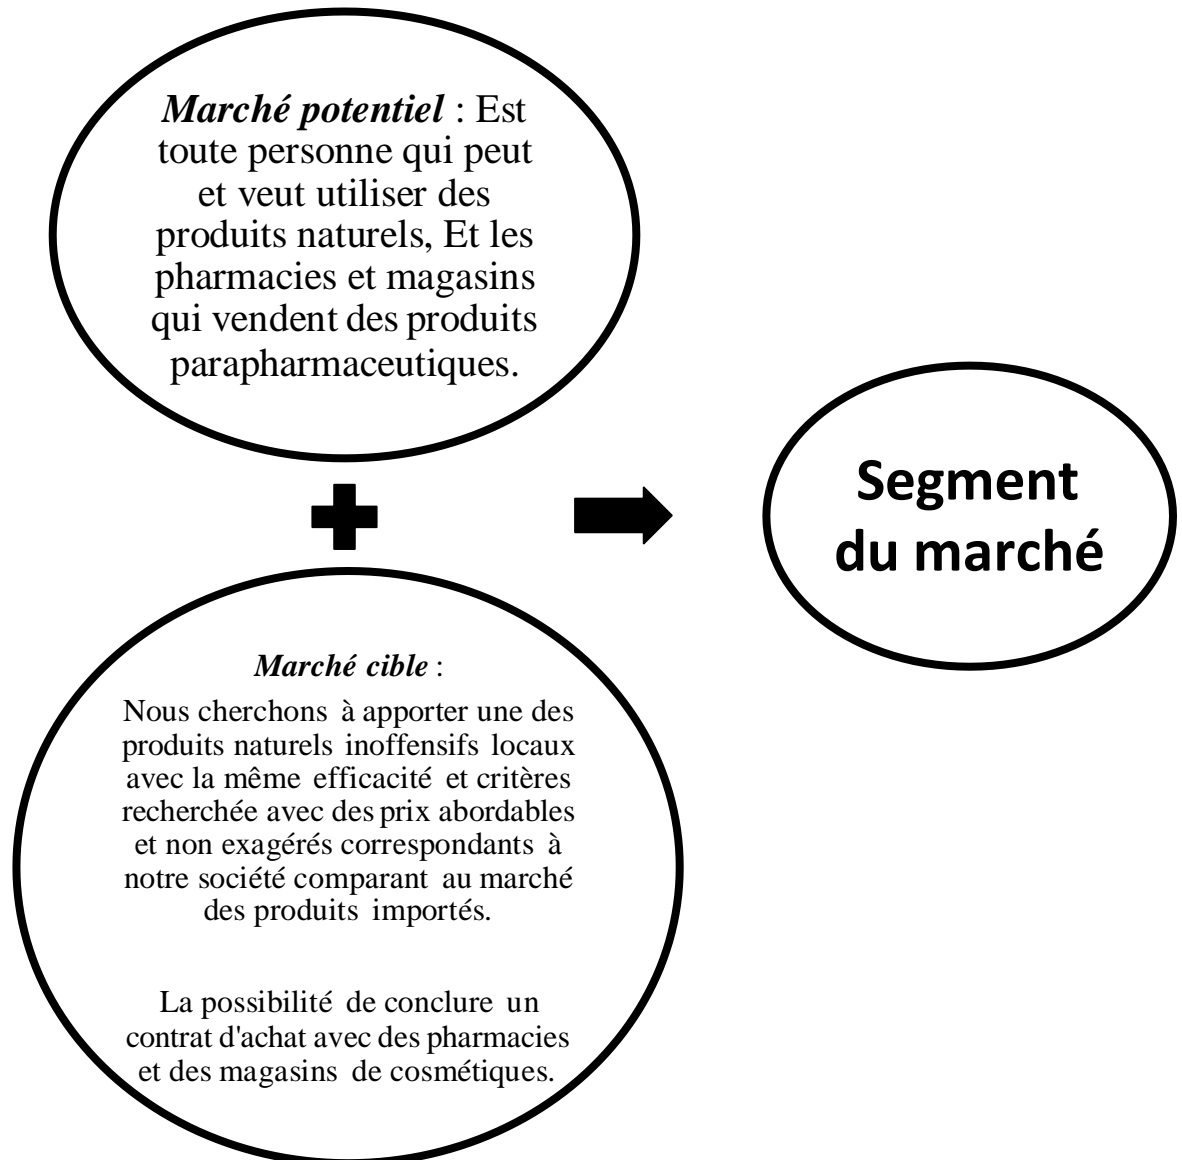 Marché potentiel : Est
toute personne qui peut
et veut utiliser des
produits naturels, Et les
pharmacies et magasins
qui vendent des produits
parapharmaceutiques.
Segment
du marché
Marché cible :
Nous cherchons à apporter une des
produits naturels inoffensifs locaux
avec la même efficacité et critères
recherchée avec des prix abordables
et non exagérés correspondants à
notre société comparant au marché
des produits importés.
La possibilité de conclure un
contrat d'achat avec des pharmacies
et des magasins de cosmétiques.